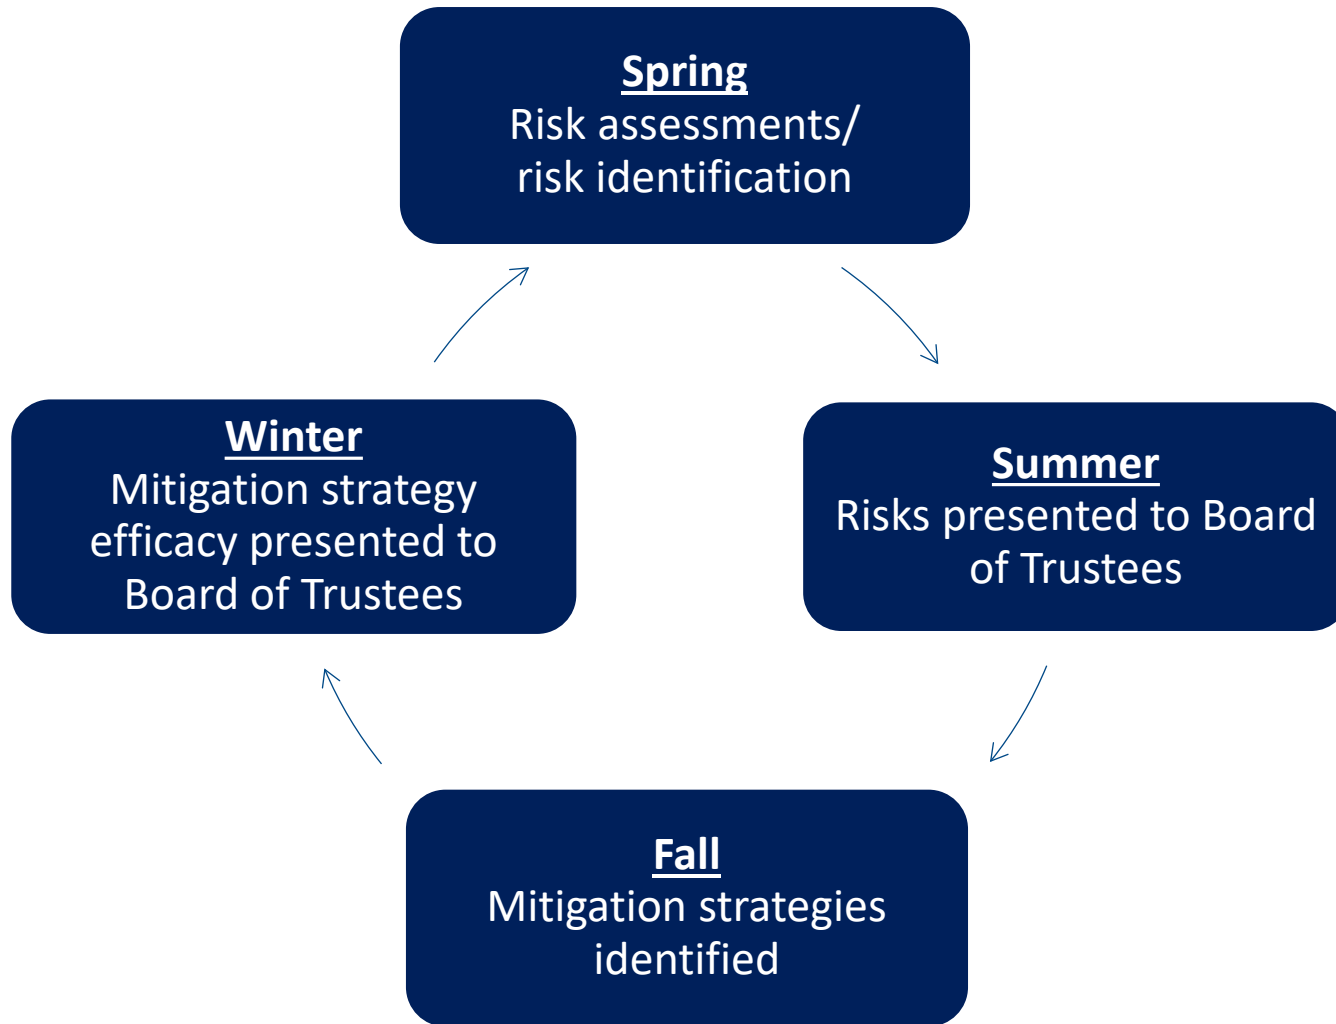 Spring
Risk assessments/
risk identification
Summer
Risks presented to Board
of Trustees
Fall
Mitigation strategies
identified
Winter
Mitigation strategy
efficacy presented to
Board of Trustees